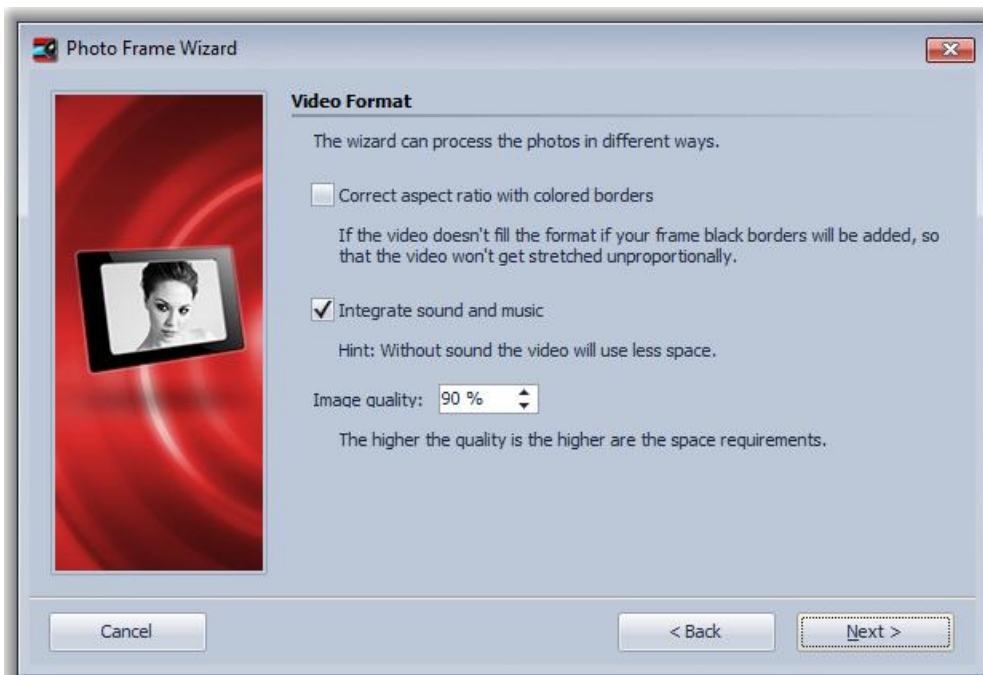 Photo Frame Wizard
Video Format
The wizard can process the photos in different ways.
Correct aspect ratio with colored borders
If the video doesn't fill the format if your frame black borders will be added, so
that the video won't get stretched unproportionally.
Integrate sound and music
Hint: Without sound the video will use less space.
Image quality: 90 %
The higher the quality is the higher are the space requirements.
Cancel
< Back
Next >